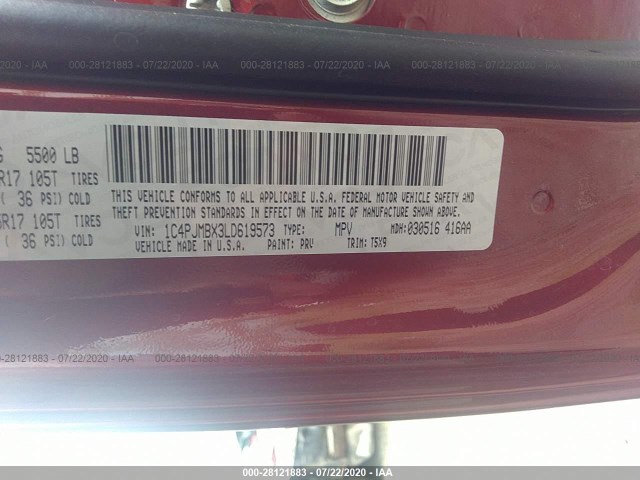 000-28121883 - 07/22/2020 - IAA
000-28121883 - 07/22/2020 - IAA
000-28121883 - 07/22/2020 - IAA
G 5500 LB
R17 105T TIRES
( 36 PSI) COLD
5R17 105T TIRES
( 36 PSI) COLD
THIS VEHICLE CONFORMS TO ALL APPLICABLE U.S.A. FEDERAL MOTOR VEHICLE SAFETY AND
THEFT PREVENTION STANDARDS IN EFFECT ON THE DATE OF MANUFACTURE SHOWN ABOVE.
VIN: 1C4PJMBX3LD619573 TYPE: MPV MDH: 030516 416AA
VEHICLE MADE IN U.S.A. PAINT: PRV TRIM: T5X9
000-28121883 - 07/22/2020 - IAA
000-28121883 - 07/22/2020 - IAA
000-28121883 - 07/22/2020 - IAA
000-28121883 - 07/22/2020 - IAA